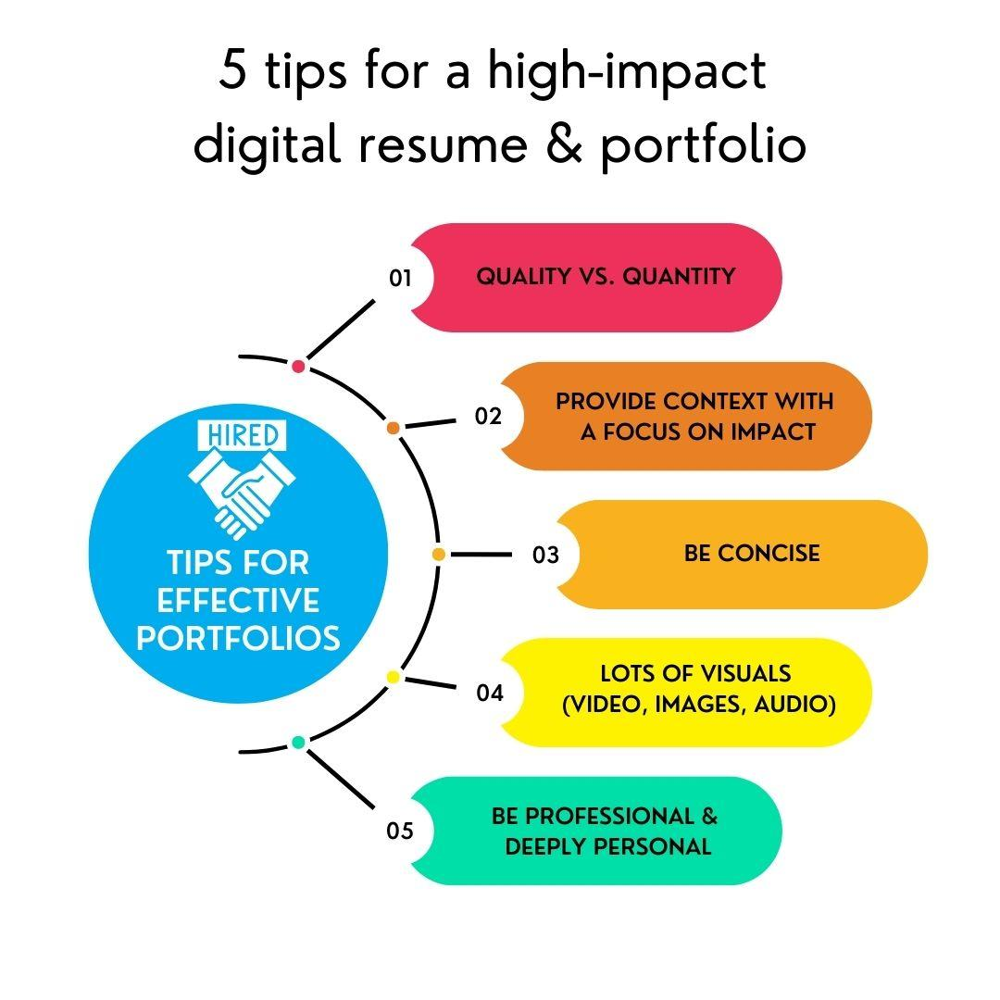 5 tips for a high-impact
digital resume & portfolio
01
QUALITY VS. QUANTITY
02
PROVIDE CONTEXT WITH
A FOCUS ON IMPACT
HIRED
TIPS FOR
EFFECTIVE
PORTFOLIOS
03
BE CONCISE
04
LOTS OF VISUALS
(VIDEO, IMAGES, AUDIO)
05
BE PROFESSIONAL &
DEEPLY PERSONAL